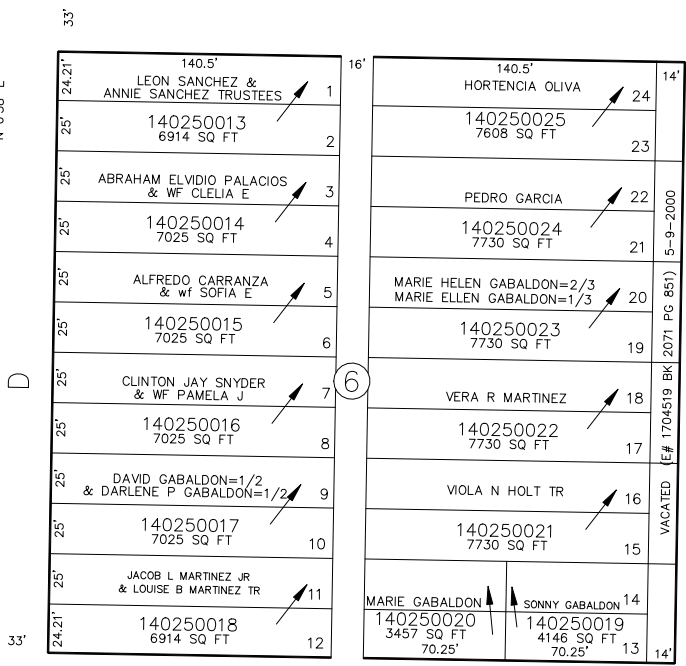 33'
140.5'
24.21'
LEON SANCHEZ &
ANNIE SANCHEZ TRUSTEES
1
140250013
6914 SQ FT
25'
2
25'
ABRAHAM ELVIDIO PALACIOS
& WF CLELIA E
3
140250014
7025 SQ FT
25'
4
25'
ALFREDO CARRANZA
& wf SOFIA E
5
140250015
7025 SQ FT
25'
6
25'
CLINTON JAY SNYDER
& WF PAMELA J
7
140250016
7025 SQ FT
25'
8
25'
DAVID GABALDON=1/2
& DARLENE P GABALDON=1/2
9
140250017
7025 SQ FT
25'
10
25'
JACOB L MARTINEZ JR
& LOUISE B MARTINEZ TR
11
140250018
6914 SQ FT
24.21'
12
33'
D
16'
6
140.5'
14'
HORTENCIA OLIVA
24
140250025
7608 SQ FT
23
PEDRO GARCIA
22
140250024
7730 SQ FT
21
MARIE HELEN GABALDON=2/3
MARIE ELLEN GABALDON=1/3
20
140250023
7730 SQ FT
19
VERA R MARTINEZ
18
140250022
7730 SQ FT
17
VIOLA N HOLT TR
16
140250021
7730 SQ FT
15
MARIE GABALDON
140250020
3457 SQ FT
70.25'
SONNY GABALDON
14
140250019
4146 SQ FT
70.25'
13
14'
VACATED (E# 1704519 BK 2071 PG 851) 5-9-2000